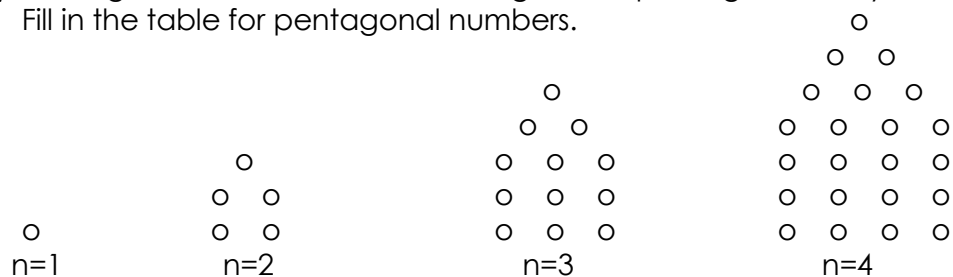 Fill in the table for pentagonal numbers.
n=1 n=2 n=3 n=4